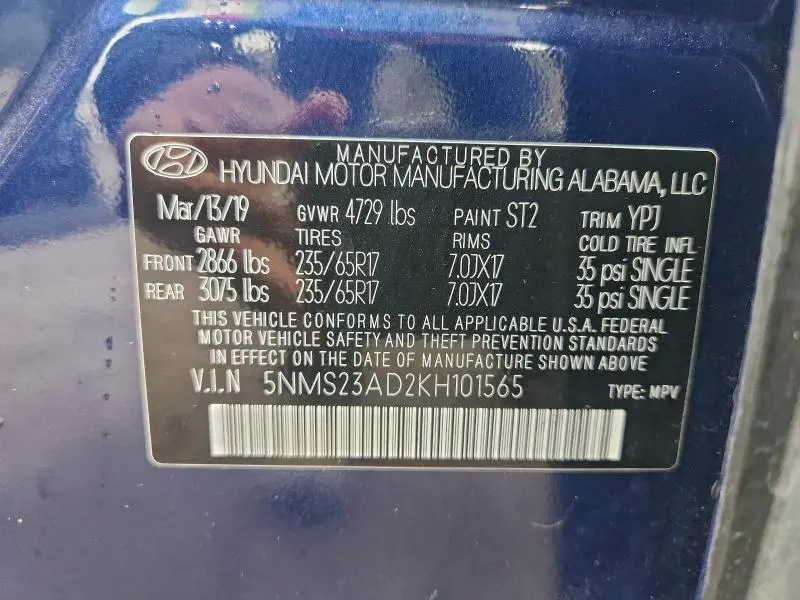 MANUFACTURED BY
HYUNDAI MOTOR MANUFACTURING ALABAMA, LLC
Mar/13/19 GVWR 4729 lbs PAINT ST2 TRIM YPJ
GAWR TIRES RIMS COLD TIRE INFL
FRONT 2866 lbs 235/65R17 7.0JX17 35 psi SINGLE
REAR 3075 lbs 235/65R17 7.0JX17 35 psi SINGLE
THIS VEHICLE CONFORMS TO ALL APPLICABLE U.S.A. FEDERAL
MOTOR VEHICLE SAFETY AND THEFT PREVENTION STANDARDS
IN EFFECT ON THE DATE OF MANUFACTURE SHOWN ABOVE
V.I.N 5NMS23AD2KH101565 TYPE: MPV